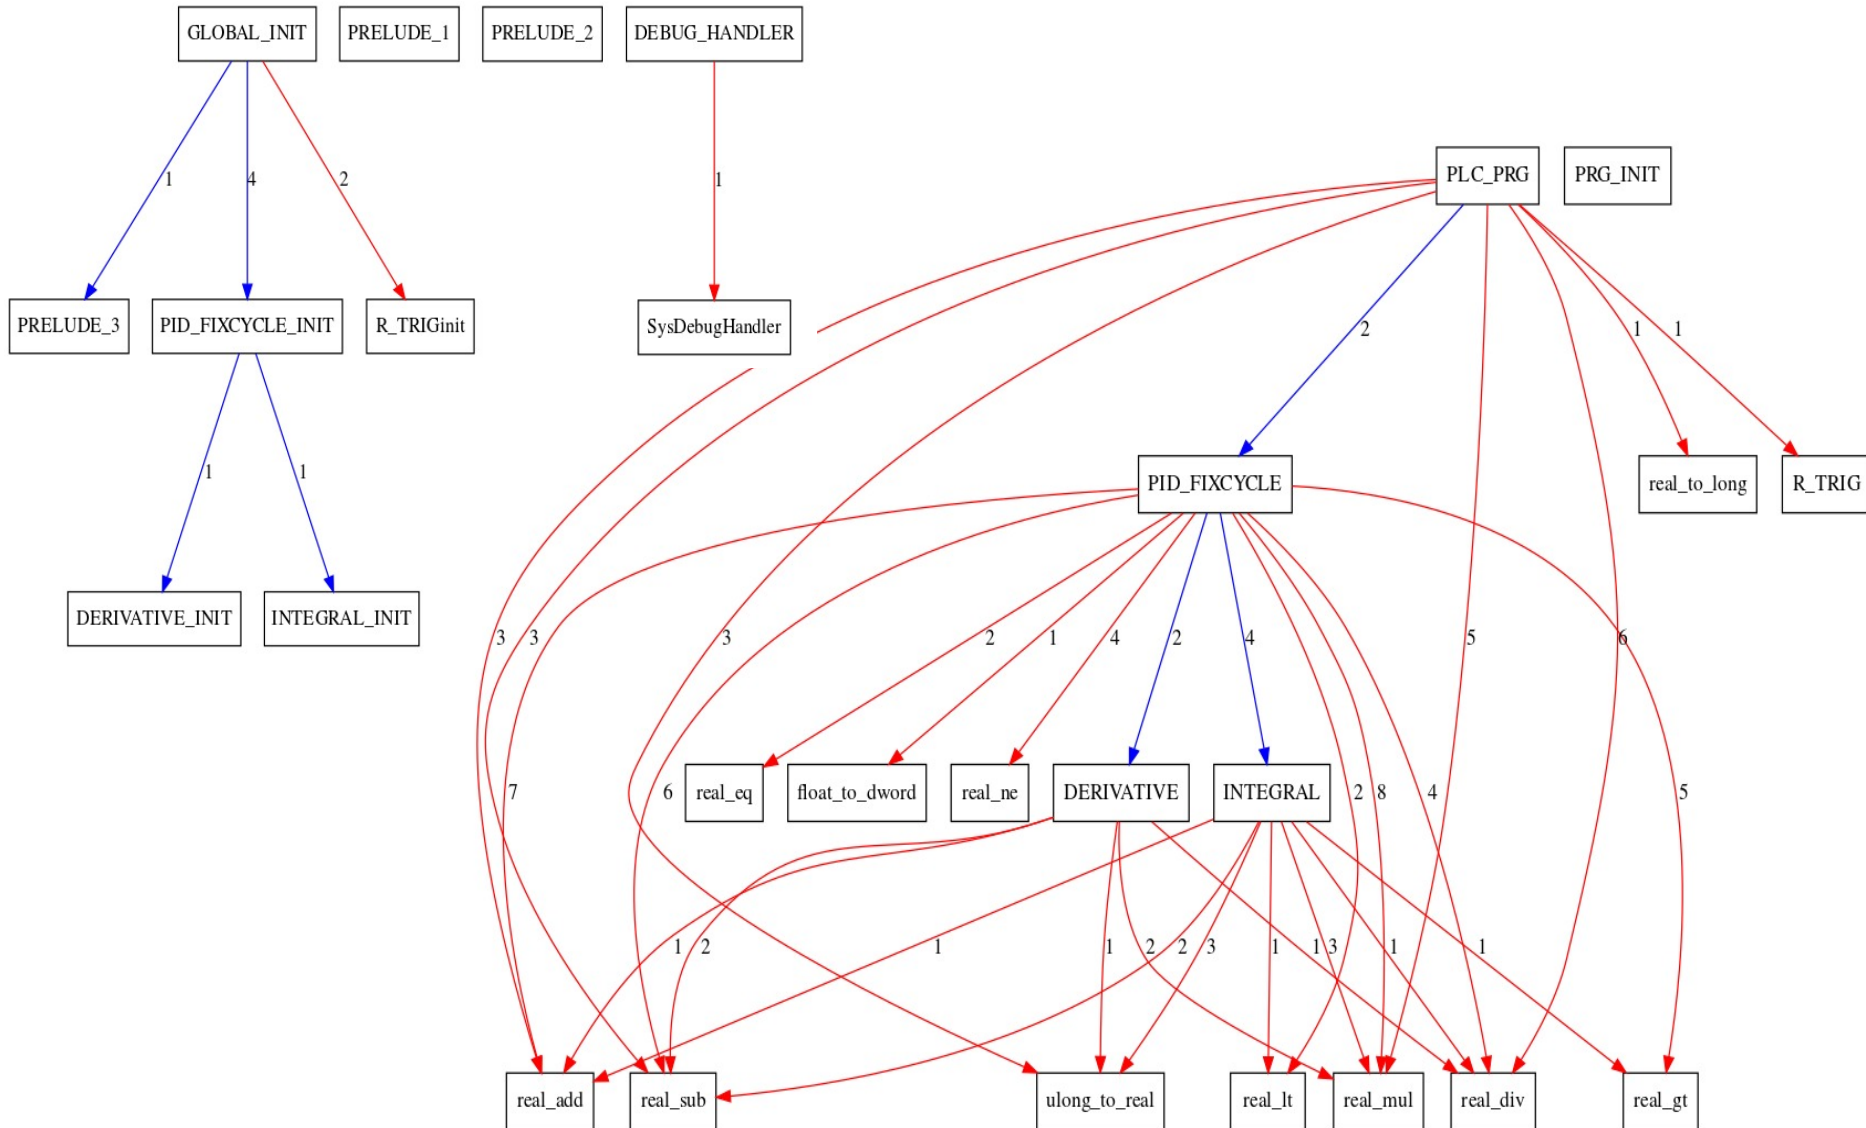 GLOBAL_INIT
PRELUDE_1
PRELUDE_2
DEBUG_HANDLER
PLC_PRG
PRG_INIT
1
4
2
1
PRELUDE_3
PID_FIXCYCLE_INIT
R_TRIGinit
SysDebugHandler
2
1
1
1
1
PID_FIXCYCLE
real_to_long
R_TRIG
DERIVATIVE_INIT
INTEGRAL_INIT
3
3
3
2
1
4
2
4
5
6
7
6
real_eq
float_to_dword
real_ne
DERIVATIVE
INTEGRAL
2
8
4
5
1
2
1
1
2
2
3
1
1
3
1
1
real_add
real_sub
ulong_to_real
real_lt
real_mul
real_div
real_gt